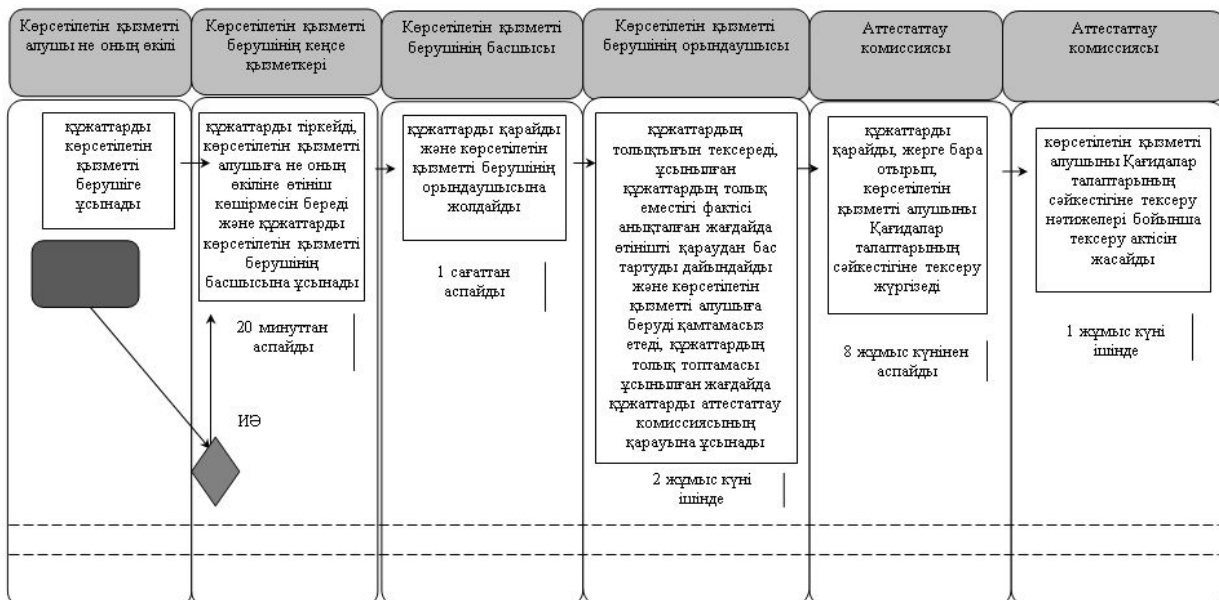 Көрсетілетін қызметті
алушы не оның өкілі
Көрсетілетін қызметті
берушінің кеңсе
қызметкері
Көрсетілетін қызметті
берушінің басшысы
Көрсетілетін қызметті
берушінің орындаушысы
Аттестаттау
комиссиясы
Аттестаттау
комиссиясы
құжаттарды
көрсетілетін
қызметті
берушіге
ұсынады
құжаттарды тіркейді,
көрсетілетін қызметті
алушыға не оның
өкіліне өтініш
көшірмесін береді
және құжаттарды
көрсетілетін қызметті
берушінің
басшысына ұсынады
20 минуттан
аспайды
ИӘ
құжаттарды қарайды
және көрсетілетін
қызметті берушінің
орындаушысына
жолдайды
1 сағаттан
аспайды
құжаттардың
толықтығын тексереді,
ұсынылған
құжаттардың толық
еместігі фактісі
анықталған жағдайда
өтінішті қараудан бас
тартуды дайындайды
және көрсетілетін
қызметті алушыға
беруді қамтамасыз
етеді, құжаттардың
толық топтамасы
ұсынылған жағдайда
құжаттарды аттестаттау
комиссиясының
қарауына ұсынады
2 жұмыс күні
ішінде
құжаттарды
қарайды, жерге бара
отырып,
көрсетілетін
қызметті алушыны
Қағидалар
талаптарының
сәйкестігіне тексеру
жүргізеді
8 жұмыс күнінен
аспайды
көрсетілетін қызметті
алушыны Қағидалар
талаптарының
сәйкестігіне тексеру
нәтижелері бойынша
тексеру актісін
жасайды
1 жұмыс күні
ішінде